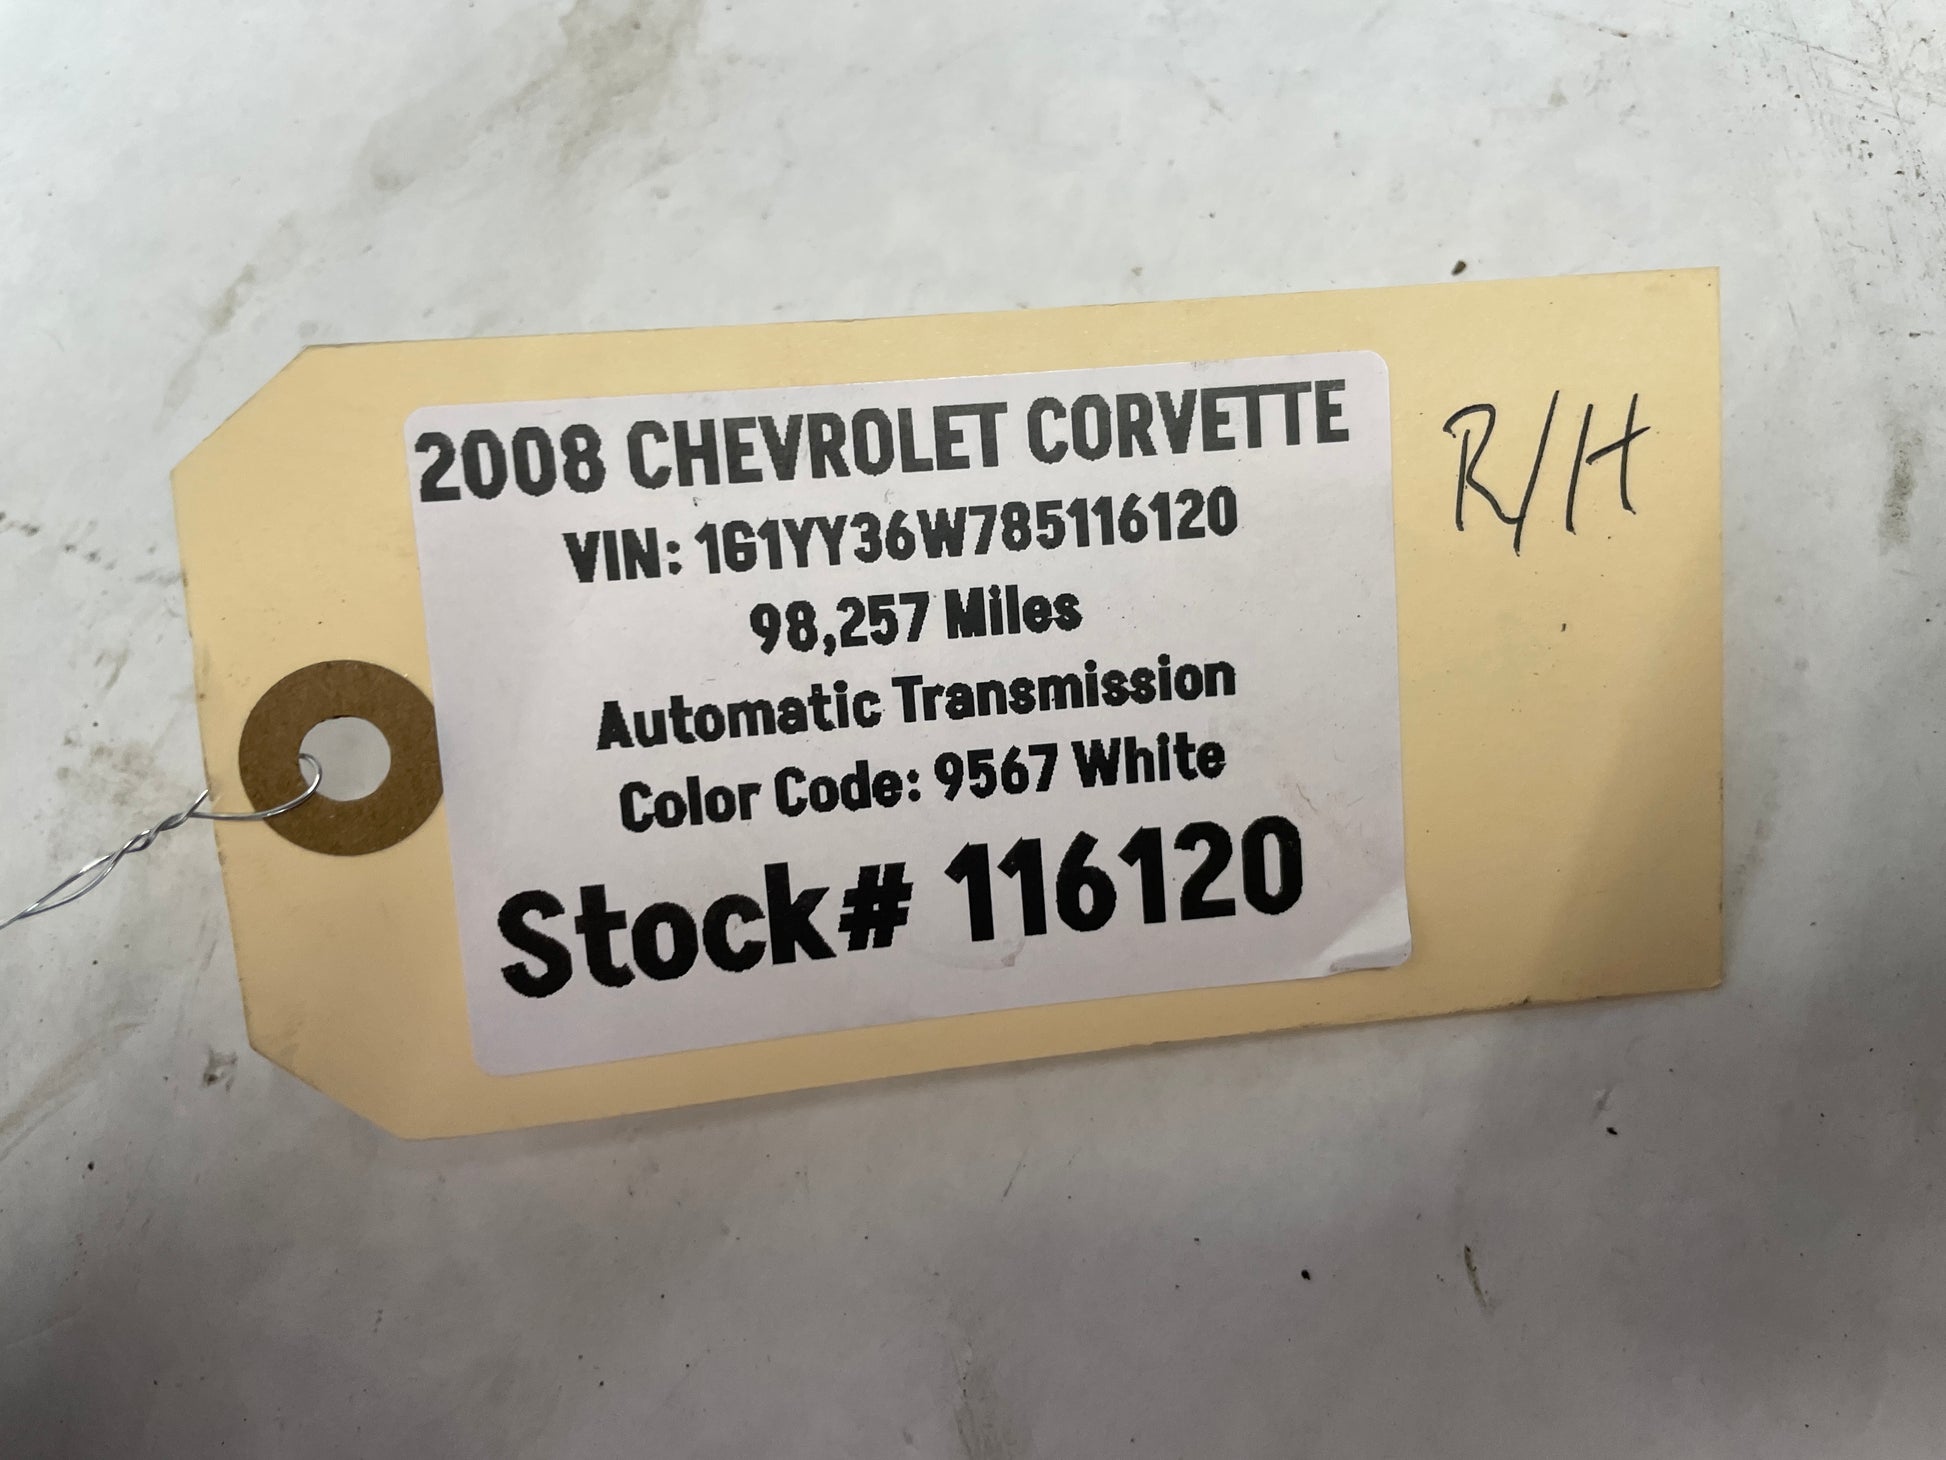 2008 CHEVROLET CORVETTE
VIN: 1G1YY36W785116120
98,257 Miles
Automatic Transmission
Color Code: 9567 White
Stock# 116120
R/H